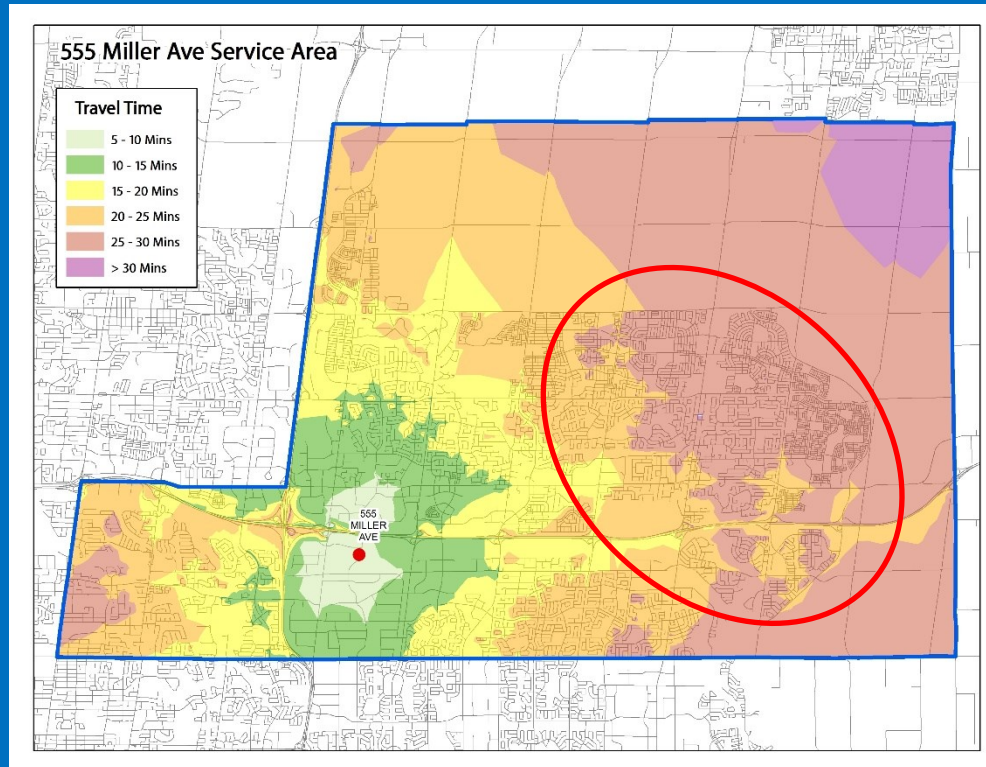 555 Miller Ave Service Area
Travel Time
5 - 10 Mins
10 - 15 Mins
15 - 20 Mins
20 - 25 Mins
25 - 30 Mins
> 30 Mins
555
MILLER
AVE